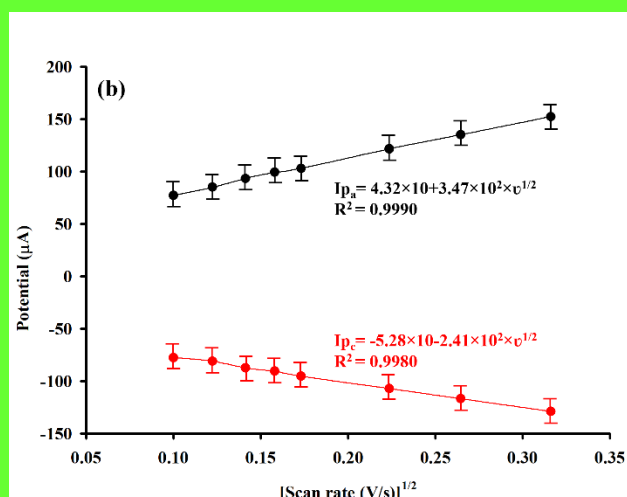 (b)
200
150
100
50
0
-50
-100
-150
Potential (µA)
Ipₐ= 4.32×10+3.47×10²×υ¹/²
R² = 0.9990
Ip꜀= -5.28×10-2.41×10²×υ¹/²
R² = 0.9980
0.05 0.10 0.15 0.20 0.25 0.30 0.35
[Scan rate (V/s)]¹/²